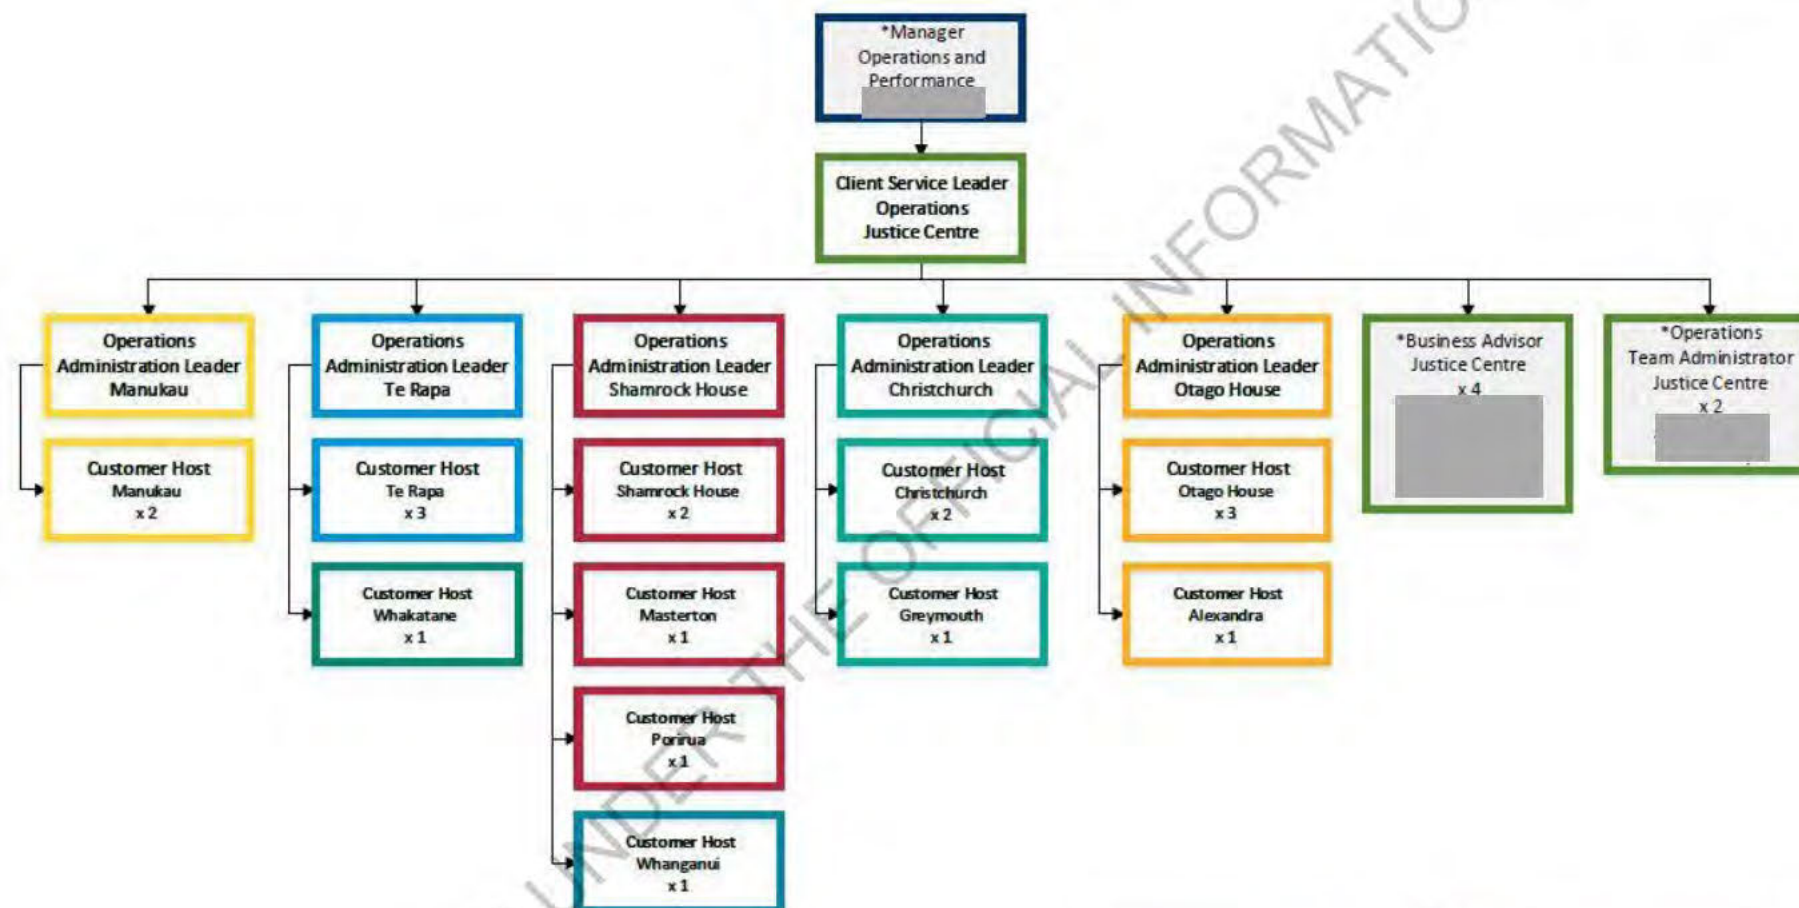 *Manager
Operations and
Performance
Client Service Leader
Operations
Justice Centre
Operations
Administration Leader
Manukau
Customer Host
Manukau
x 2
Operations
Administration Leader
Te Rapa
Customer Host
Te Rapa
x 3
Customer Host
Whakatane
x 1
Operations
Administration Leader
Shamrock House
Customer Host
Shamrock House
x 2
Customer Host
Masterton
x 1
Customer Host
Porirua
x 1
Customer Host
Whanganui
x 1
Operations
Administration Leader
Christchurch
Customer Host
Christchurch
x 2
Customer Host
Greymouth
x 1
Operations
Administration Leader
Otago House
Customer Host
Otago House
x 3
Customer Host
Alexandra
x 1
*Business Advisor
Justice Centre
x 4
*Operations
Team Administrator
Justice Centre
x 2
UNDER THE OFFICIAL INFORMATIO